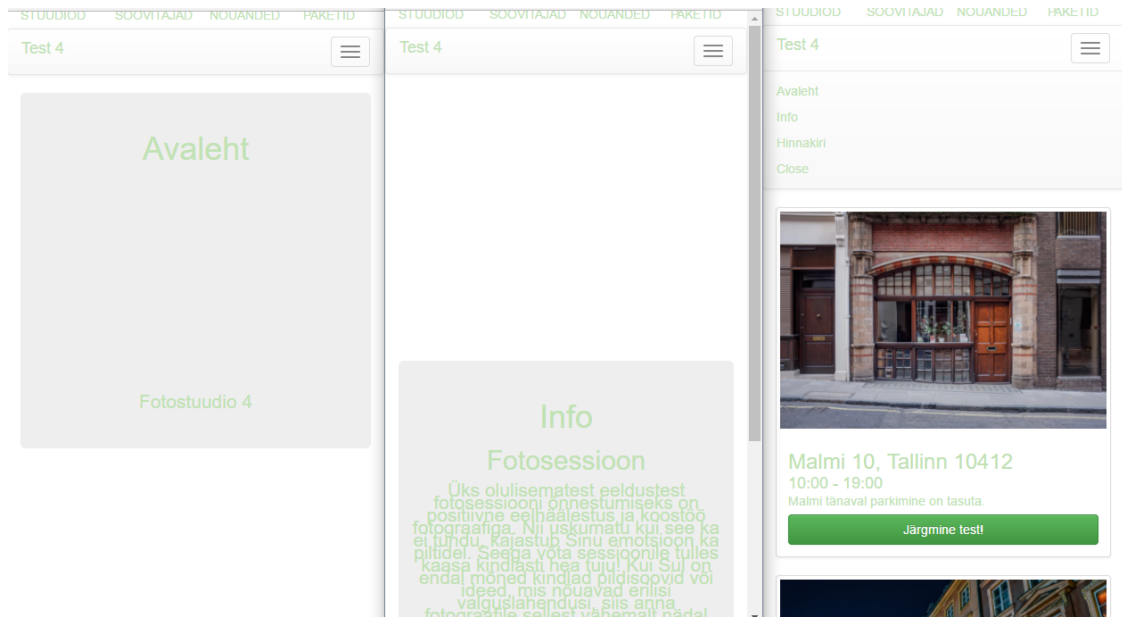 STUUDIOD SOOVITAJAD NÕUANDED PAKETID
Test 4
Avaleht
Fotostuudio 4
STUUDIOD SOOVITAJAD NÕUANDED PAKETID
Test 4
Info
Fotosessioon
Üks olulisematest eeldustest
fotosessiooni õnnestumiseks on
positiivne eelhäälestus ja koostöö
fotograafiga. Nii uskumatu kui see ka
ei tundu, kajastub Sinu emotsioon ka
piltidel. Seega võta sessioonile tulles
kaasa kindlasti hea tuju! Kui Sul on
endal mõned kindlad pildisoovid või
ideed, mis nõuavad erilisi
valguslahendusi, siis anna
fotograafile sellest vähemalt nädal
STUUDIOD SOOVITAJAD NÕUANDED PAKETID
Test 4
Avaleht
Info
Hinnakiri
Close
Malmi 10, Tallinn 10412
10:00 - 19:00
Malmi tänaval parkimine on tasuta.
Järgmine test!